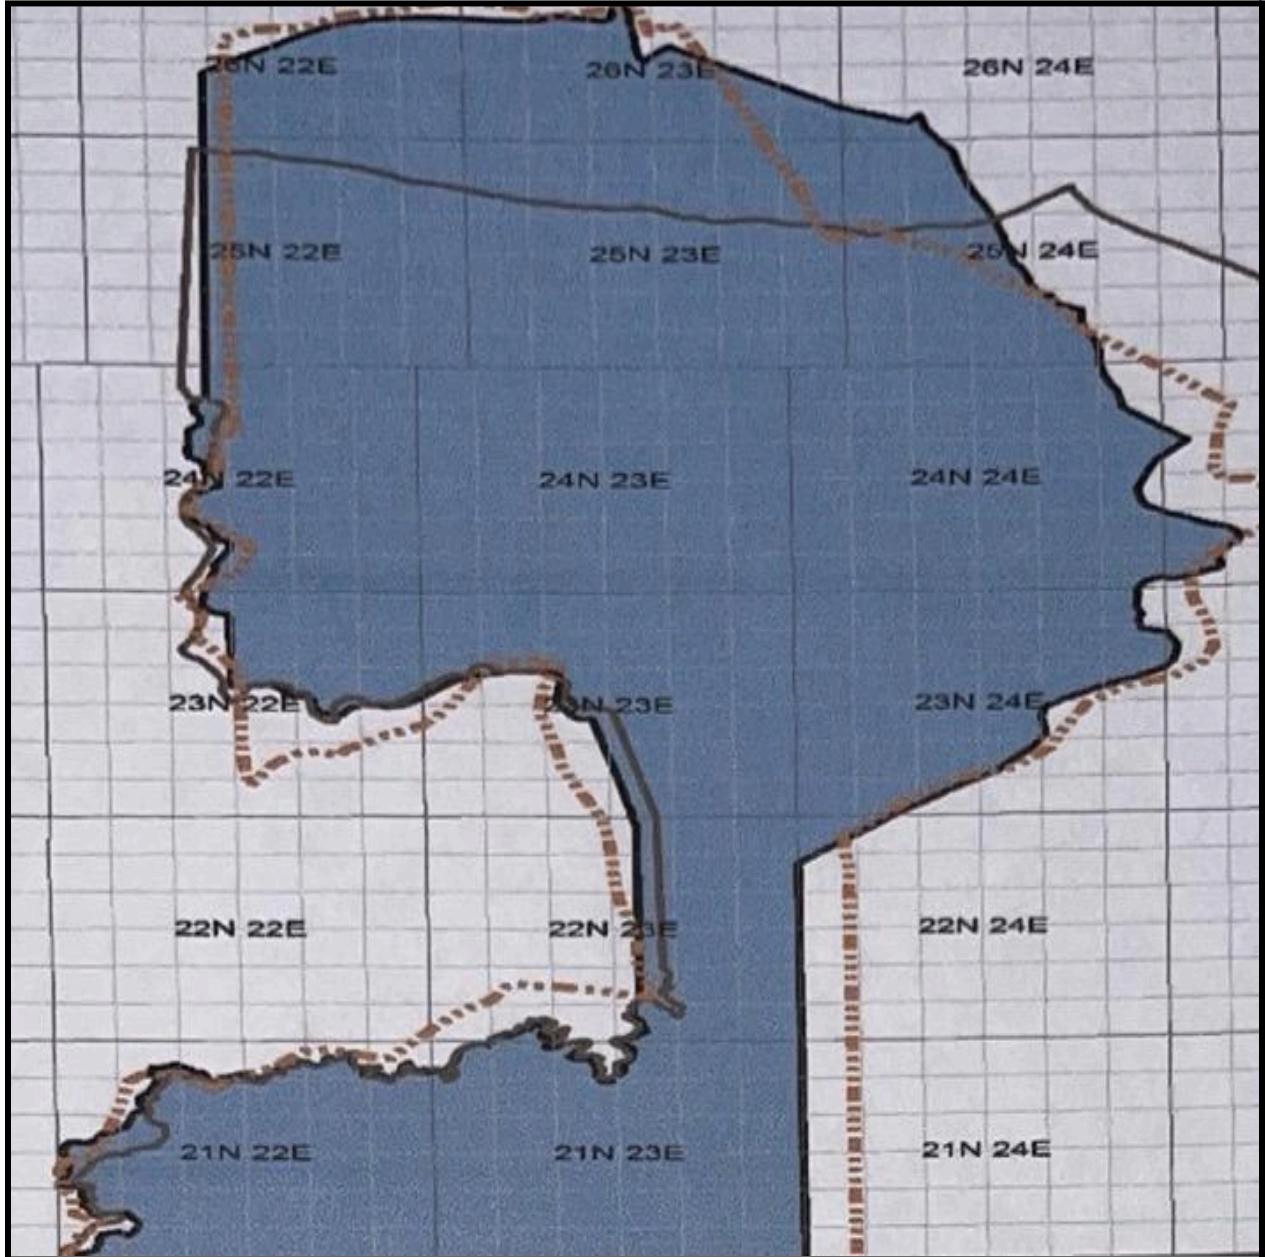 26N 22E 26N 23E 26N 24E
25N 22E 25N 23E 25N 24E
24N 22E 24N 23E 24N 24E
23N 22E 23N 23E 23N 24E
22N 22E 22N 23E 22N 24E
21N 22E 21N 23E 21N 24E